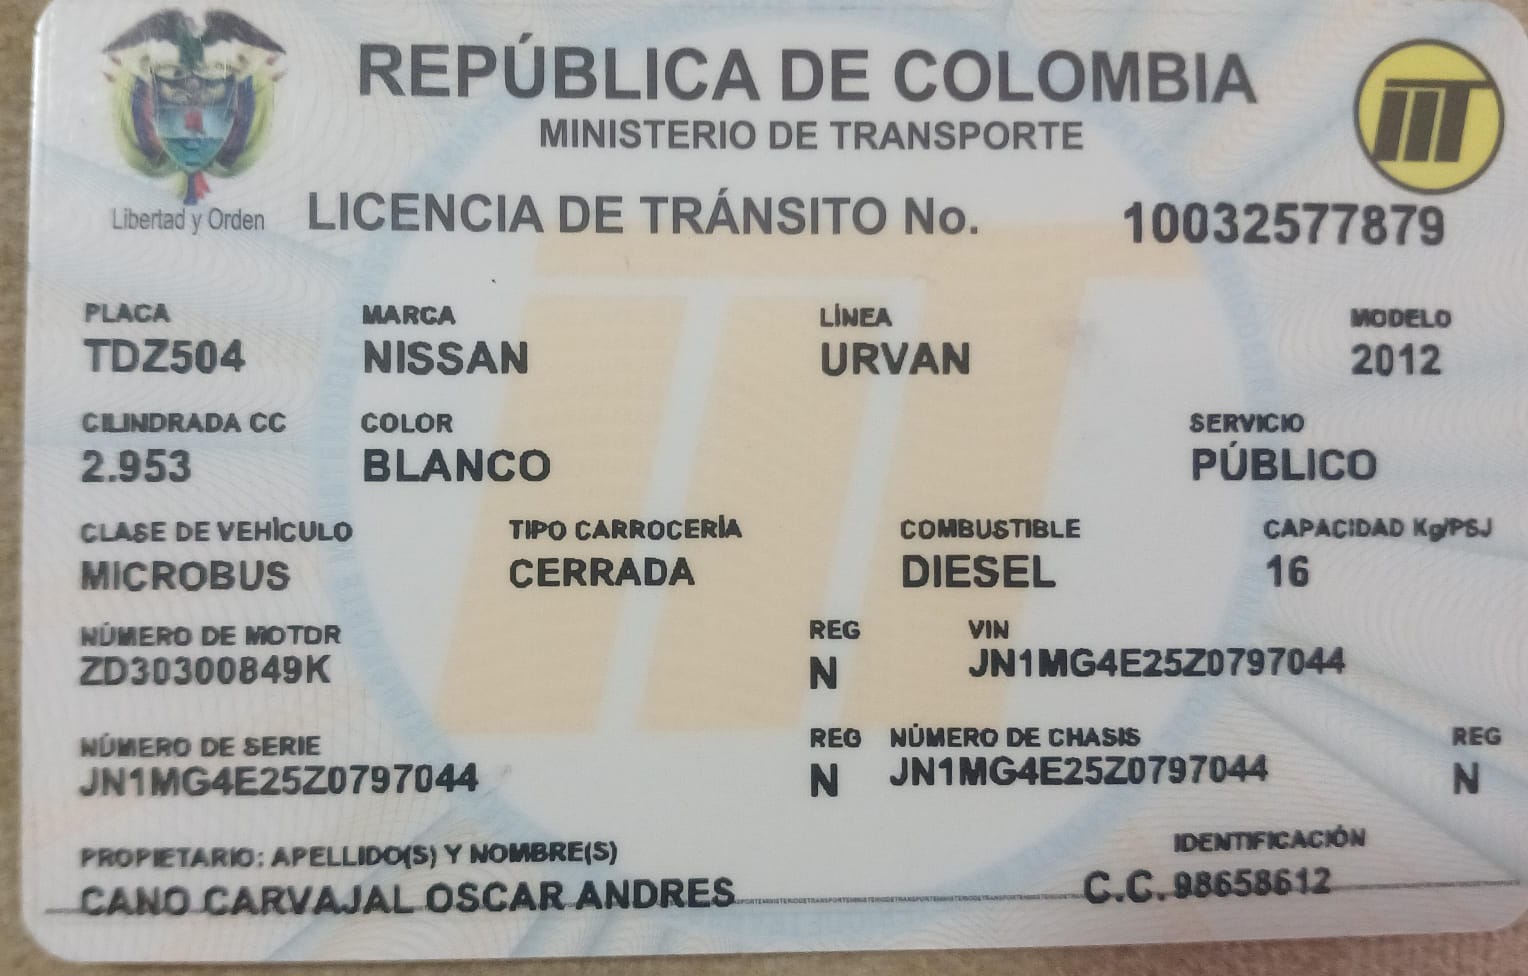 REPÚBLICA DE COLOMBIA
MINISTERIO DE TRANSPORTE
Libertad y Orden
LICENCIA DE TRÁNSITO No. 10032577879
PLACA MARCA LÍNEA MODELO
TDZ504 NISSAN URVAN 2012
CILINDRADA CC COLOR SERVICIO
2.953 BLANCO PÚBLICO
CLASE DE VEHÍCULO TIPO CARROCERÍA COMBUSTIBLE CAPACIDAD Kg/PSJ
MICROBUS CERRADA DIESEL 16
NÚMERO DE MOTOR REG VIN
ZD30300849K N JN1MG4E25Z0797044
NÚMERO DE SERIE REG NÚMERO DE CHASIS REG
JN1MG4E25Z0797044 N JN1MG4E25Z0797044 N
PROPIETARIO: APELLIDO(S) Y NOMBRE(S) IDENTIFICACIÓN
CANO CARVAJAL OSCAR ANDRES C.C. 98658612